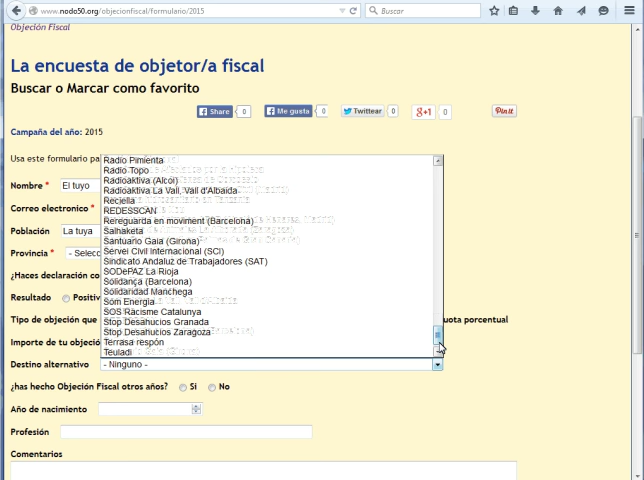 www.nodo50.org/objecionfiscal/formulario/2015
Buscar
Objeción Fiscal
La encuesta de objetor/a fiscal
Buscar o Marcar como favorito
Share 0 Me gusta 0 Twittear 0 +1 0 Pin it
Campaña del año: 2015
Usa este formulario pa
Nombre * El tuyo
Correo electronico *
Población La tuya
Provincia * - Selecc
¿Haces declaración co
Resultado Positiv
Tipo de objeción que
uota porcentual
Importe de tu objeció
Radio Pimienta
Radio Topo
Radioaktiva (Alcoi)
Radioaktiva La Vall, Vall d'Albaida
Recjella
REDESSCAN
Rereguarda en moviment (Barcelona)
Salhaketa
Santuario Gaia (Girona)
Servei Civil Internacional (SCI)
Sindicato Andaluz de Trabajadores (SAT)
SODePAZ La Rioja
Solidança (Barcelona)
Solidaridad Manchega
Som Energia
SOS Racisme Catalunya
Stop Desahucios Granada
Stop Desahucios Zaragoza
Terrasa respón
Teuladi
Destino alternativo - Ninguno -
¿has hecho Objeción Fiscal otros años? Si No
Año de nacimiento
Profesión
Comentarios